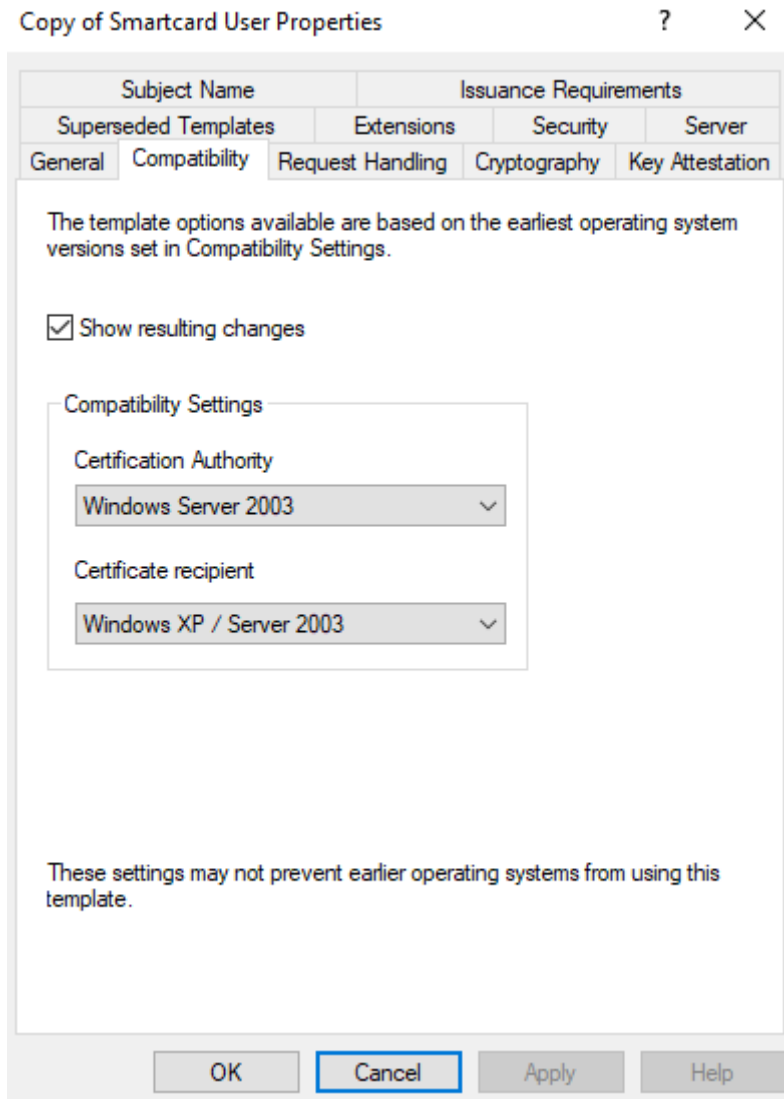 Copy of Smartcard User Properties
?
Subject Name
Issuance Requirements
Superseded Templates
Extensions
Security
Server
General
Compatibility
Request Handling
Cryptography
Key Attestation
The template options available are based on the earliest operating system
versions set in Compatibility Settings.
Show resulting changes
Compatibility Settings
Certification Authority
Windows Server 2003
Certificate recipient
Windows XP / Server 2003
These settings may not prevent earlier operating systems from using this
template.
OK
Cancel
Apply
Help